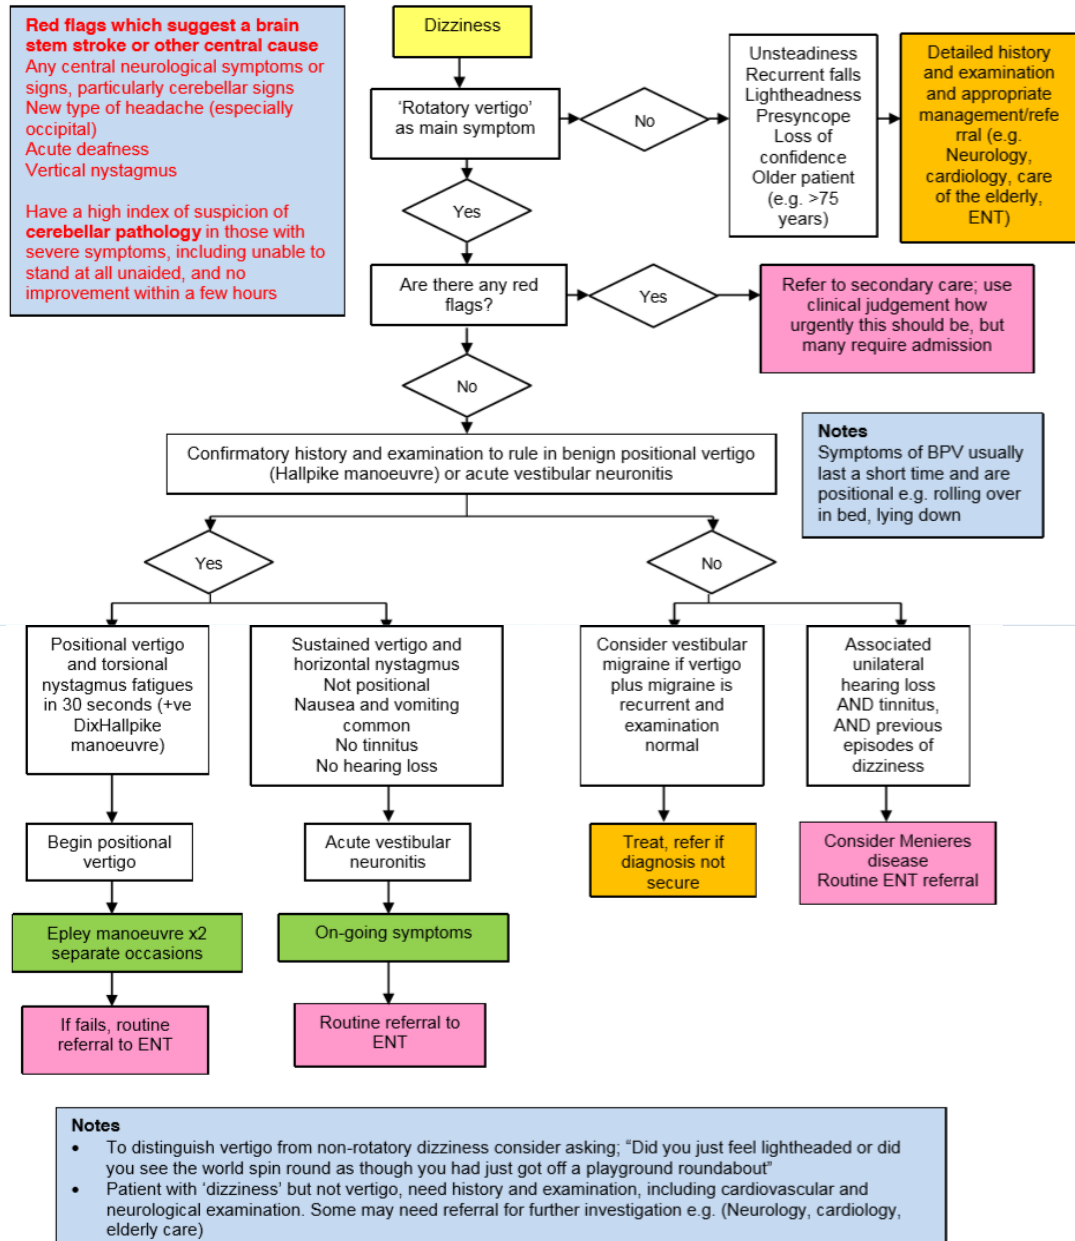 Red flags which suggest a brain
stem stroke or other central cause
Any central neurological symptoms or
signs, particularly cerebellar signs
New type of headache (especially
occipital)
Acute deafness
Vertical nystagmus
Have a high index of suspicion of
cerebellar pathology in those with
severe symptoms, including unable to
stand at all unaided, and no
improvement within a few hours
Dizziness
'Rotatory vertigo'
as main symptom
No
Unsteadiness
Recurrent falls
Lightheadness
Presyncope
Loss of
confidence
Older patient
(e.g. >75
years)
Detailed history
and examination
and appropriate
management/refe
rral (e.g.
Neurology,
cardiology, care
of the elderly,
ENT)
Yes
Are there any red
flags?
Yes
Refer to secondary care; use
clinical judgement how
urgently this should be, but
many require admission
No
Notes
Symptoms of BPV usually
last a short time and are
positional e.g. rolling over
in bed, lying down
Confirmatory history and examination to rule in benign positional vertigo
(Hallpike manoeuvre) or acute vestibular neuronitis
Yes
No
Positional vertigo
and torsional
nystagmus fatigues
in 30 seconds (+ve
DixHallpike
manoeuvre)
Sustained vertigo and
horizontal nystagmus
Not positional
Nausea and vomiting
common
No tinnitus
No hearing loss
Consider vestibular
migraine if vertigo
plus migraine is
recurrent and
examination
normal
Associated
unilateral
hearing loss
AND tinnitus,
AND previous
episodes of
dizziness
Begin positional
vertigo
Acute vestibular
neuronitis
Treat, refer if
diagnosis not
secure
Consider Menieres
disease
Routine ENT referral
Epley manoeuvre x2
separate occasions
On-going symptoms
If fails, routine
referral to ENT
Routine referral to
ENT
Notes
• To distinguish vertigo from non-rotatory dizziness consider asking; "Did you just feel lightheaded or did
you see the world spin round as though you had just got off a playground roundabout"
• Patient with 'dizziness' but not vertigo, need history and examination, including cardiovascular and
neurological examination. Some may need referral for further investigation e.g. (Neurology, cardiology,
elderly care)